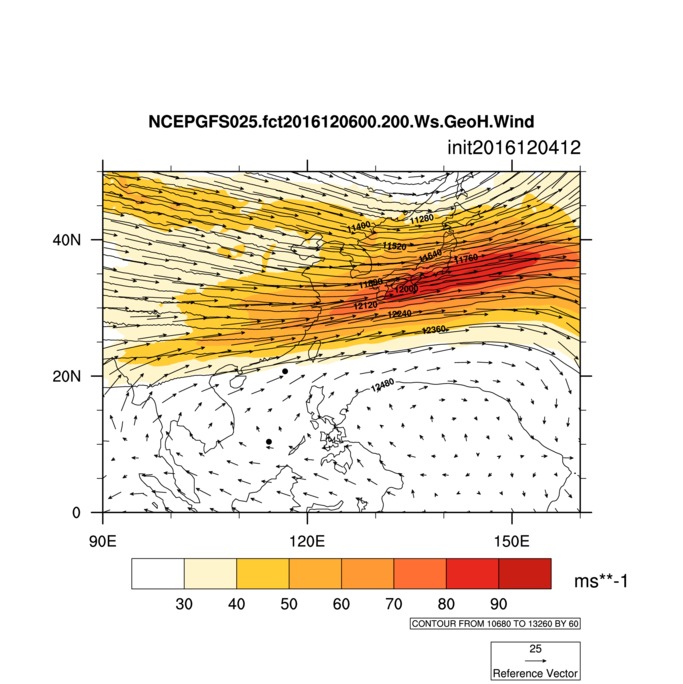 NCEPGFS025.fct2016120600.200.Ws.GeoH.Wind
init2016120412
40N
20N
0
90E 120E 150E
11400 11280
11520
11640 11760
11880
12000
12120
12240
12360
12480
30 40 50 60 70 80 90
ms**-1
CONTOUR FROM 10680 TO 13260 BY 60
25
Reference Vector